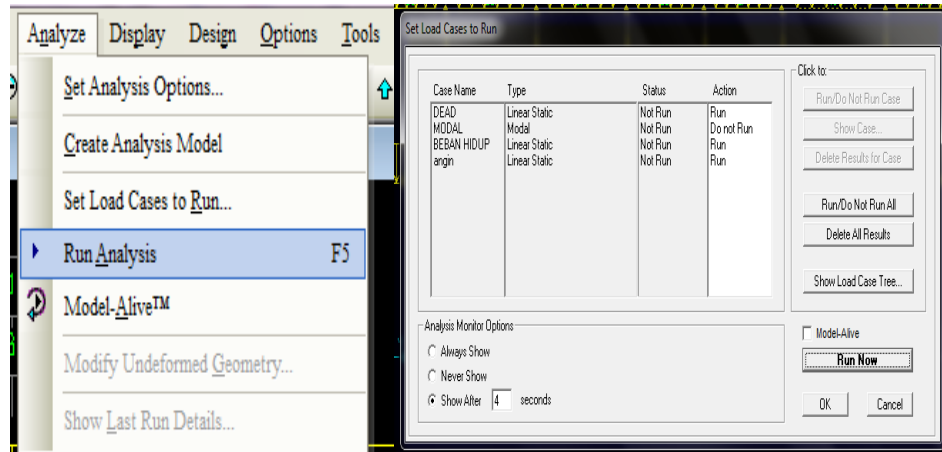 Analyze Display Design Options Tools
Set Analysis Options...
Create Analysis Model
Set Load Cases to Run...
Run Analysis F5
Model-Alive™
Modify Undeformed Geometry...
Show Last Run Details...
Set Load Cases to Run
Case Name Type Status Action
DEAD Linear Static Not Run Run
MODAL Modal Not Run Do not Run
BEBAN HIDUP Linear Static Not Run Run
angin Linear Static Not Run Run
Click to:
Run/Do Not Run Case
Show Case...
Delete Results for Case
Run/Do Not Run All
Delete All Results
Show Load Case Tree...
Analysis Monitor Options
Always Show
Never Show
Show After 4 seconds
Model-Alive
Run Now
OK Cancel